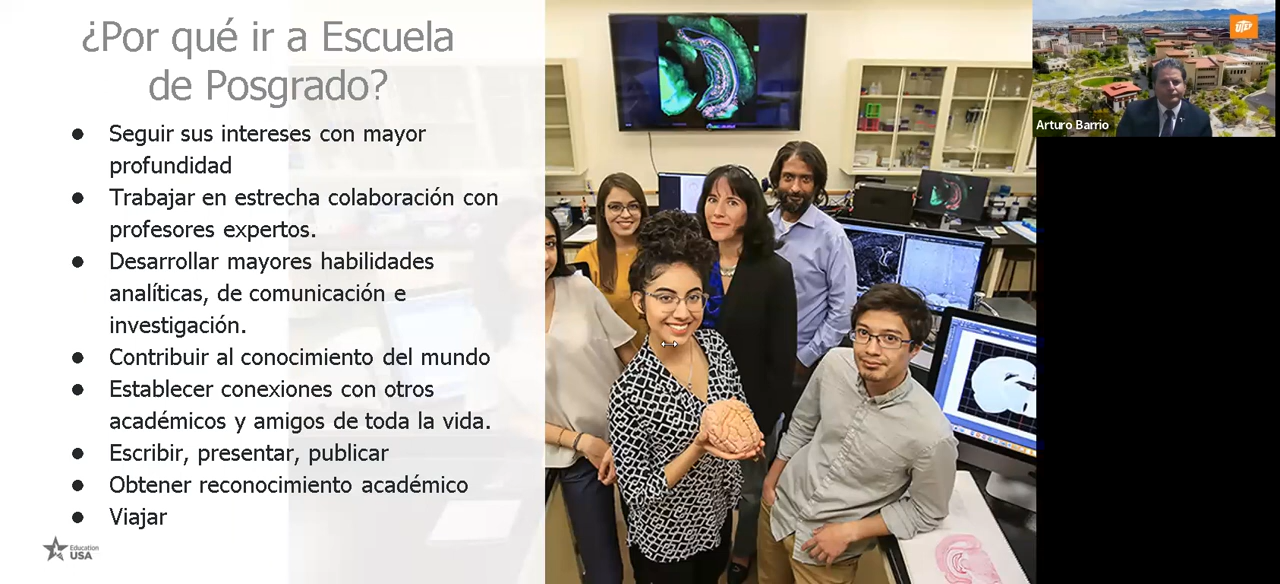 ¿Por qué ir a Escuela
de Posgrado?
● Seguir sus intereses con mayor
profundidad
● Trabajar en estrecha colaboración con
profesores expertos.
● Desarrollar mayores habilidades
analíticas, de comunicación e
investigación.
● Contribuir al conocimiento del mundo
● Establecer conexiones con otros
académicos y amigos de toda la vida.
● Escribir, presentar, publicar
● Obtener reconocimiento académico
● Viajar
Education
USA
UTEP
Arturo Barrio